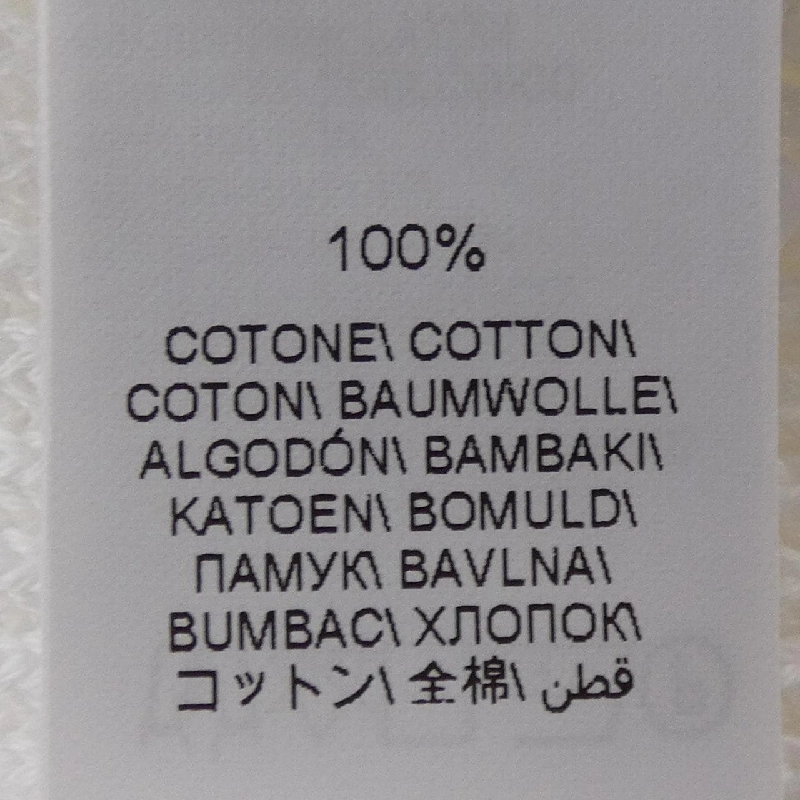 100%
COTONE\ COTTON\
COTON\ BAUMWOLLE\
ALGODÓN\ BAMBAKI\
KATOEN\ BOMULD\
ПАМУК\ BAVLNA\
BUMBAC\ ХЛОПОК\
コットン\ 全棉\ قطن